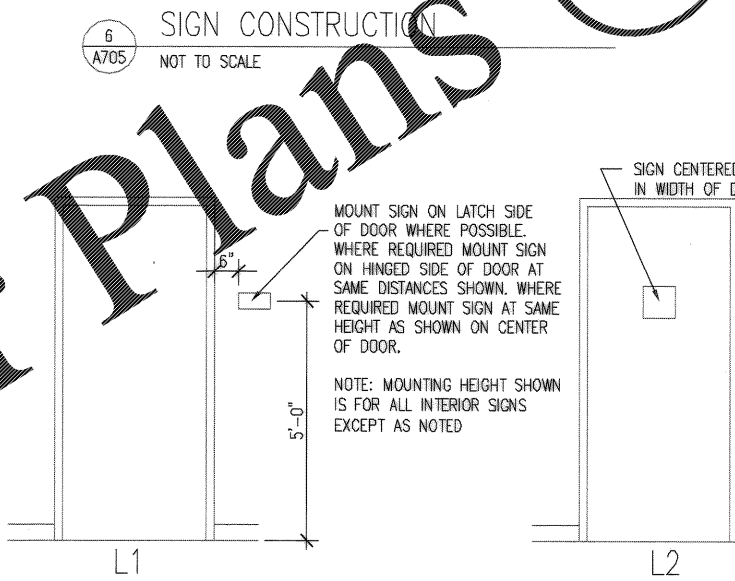 6
A705
SIGN CONSTRUCTION
NOT TO SCALE
Plans
6"
MOUNT SIGN ON LATCH SIDE
OF DOOR WHERE POSSIBLE.
WHERE REQUIRED MOUNT SIGN
ON HINGED SIDE OF DOOR AT
SAME DISTANCES SHOWN. WHERE
REQUIRED MOUNT SIGN AT SAME
HEIGHT AS SHOWN ON CENTER
OF DOOR.
NOTE: MOUNTING HEIGHT SHOWN
IS FOR ALL INTERIOR SIGNS
EXCEPT AS NOTED
5'-0"
L1
SIGN CENTERED
IN WIDTH OF
L2